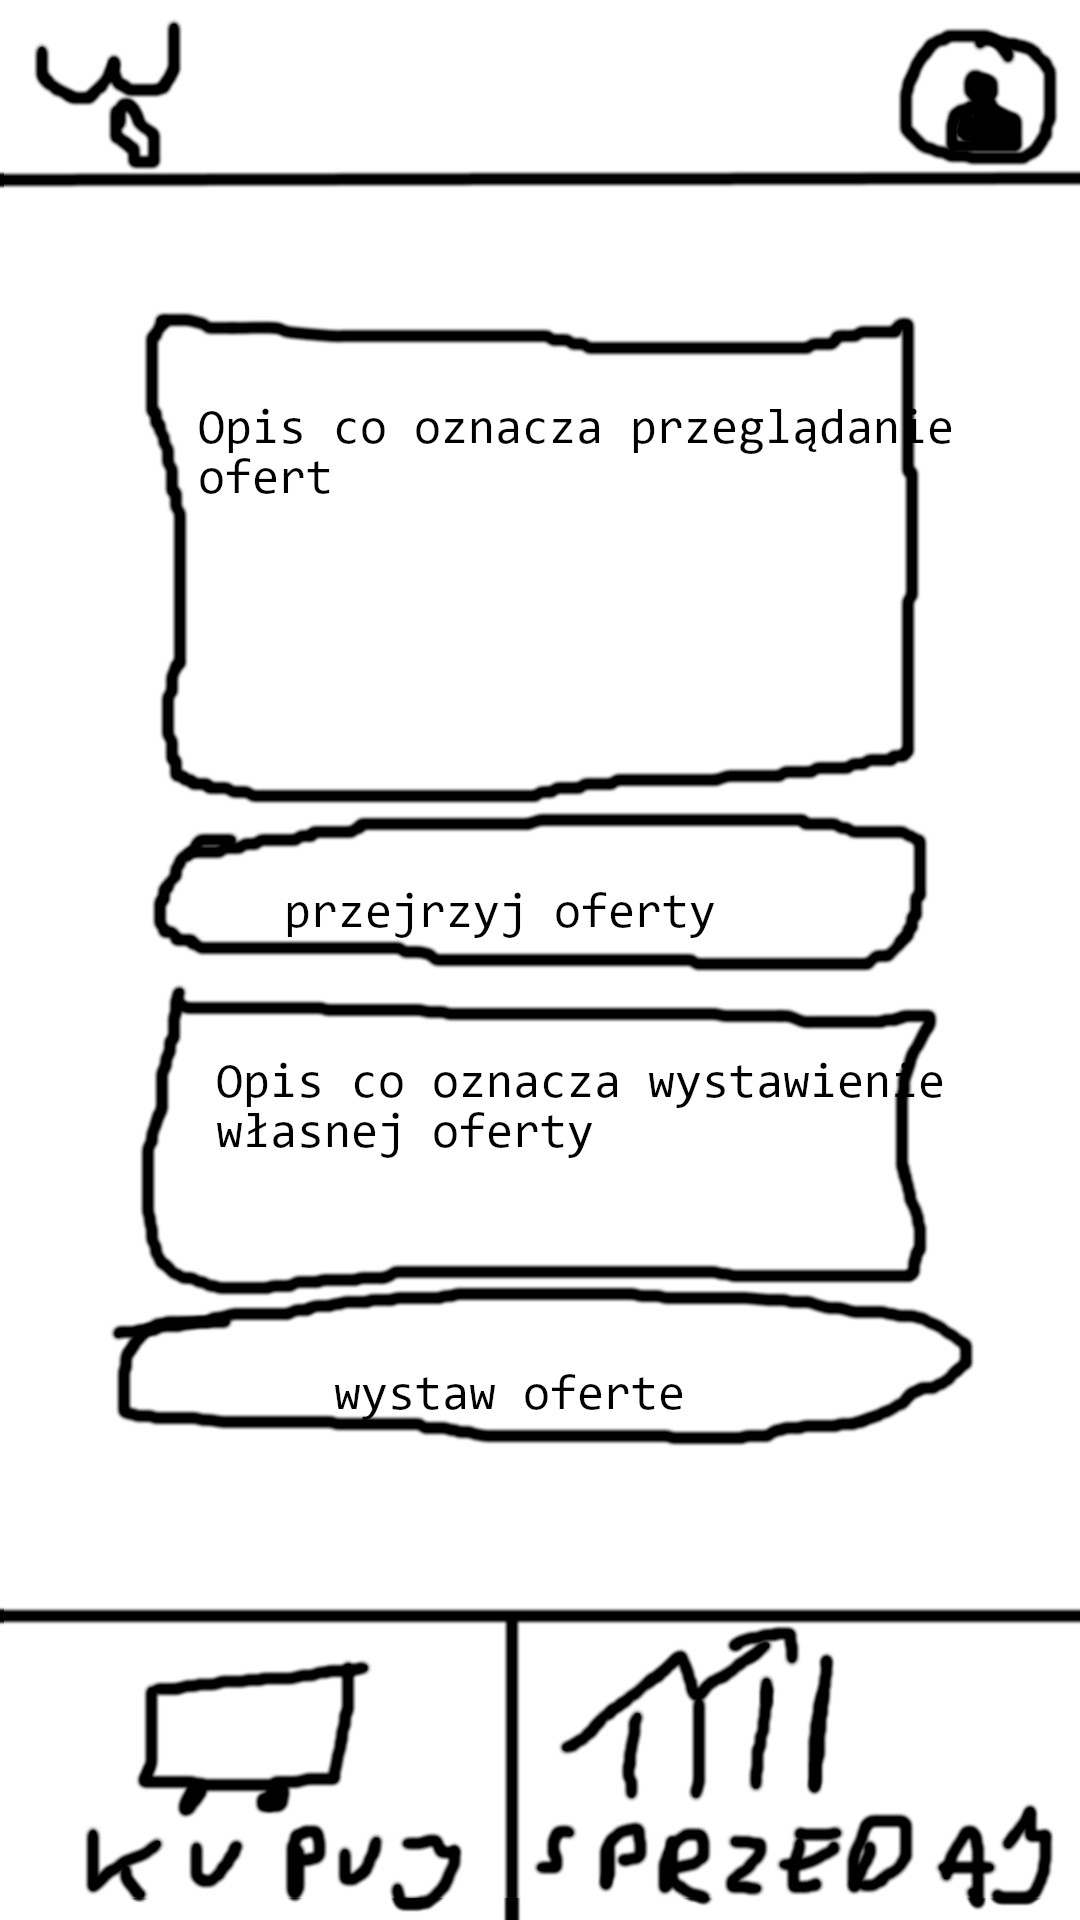 Opis co oznacza przeglądanie
ofert
przejrzyj oferty
Opis co oznacza wystawienie
własnej oferty
wystaw oferte
KUPUJ
SPRZEDAJ